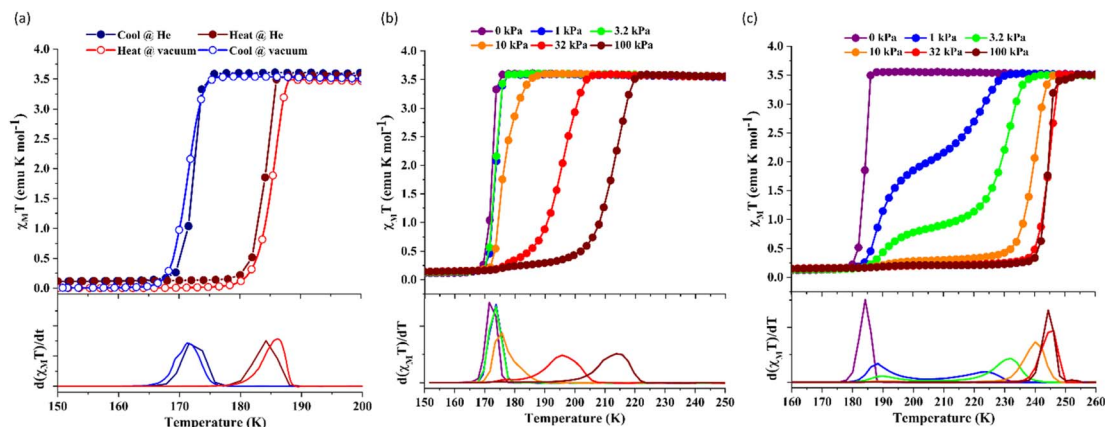 (a)
Cool @ He Heat @ He
Heat @ vacuum Cool @ vacuum
χMT (emu K mol⁻¹)
4.0
3.5
3.0
2.5
2.0
1.5
1.0
0.5
0.0
d(χMT)/dt
150 160 170 180 190 200
Temperature (K)
(b)
0 kPa 1 kPa 3.2 kPa
10 kPa 32 kPa 100 kPa
χMT (emu K mol⁻¹)
4.0
3.5
3.0
2.5
2.0
1.5
1.0
0.5
0.0
d(χMT)/dT
150 160 170 180 190 200 210 220 230 240 250
Temperature (K)
(c)
0 kPa 1 kPa 3.2 kPa
10 kPa 32 kPa 100 kPa
χMT (emu K mol⁻¹)
4.0
3.5
3.0
2.5
2.0
1.5
1.0
0.5
0.0
d(χMT)/dT
160 170 180 190 200 210 220 230 240 250 260
Temperature (K)